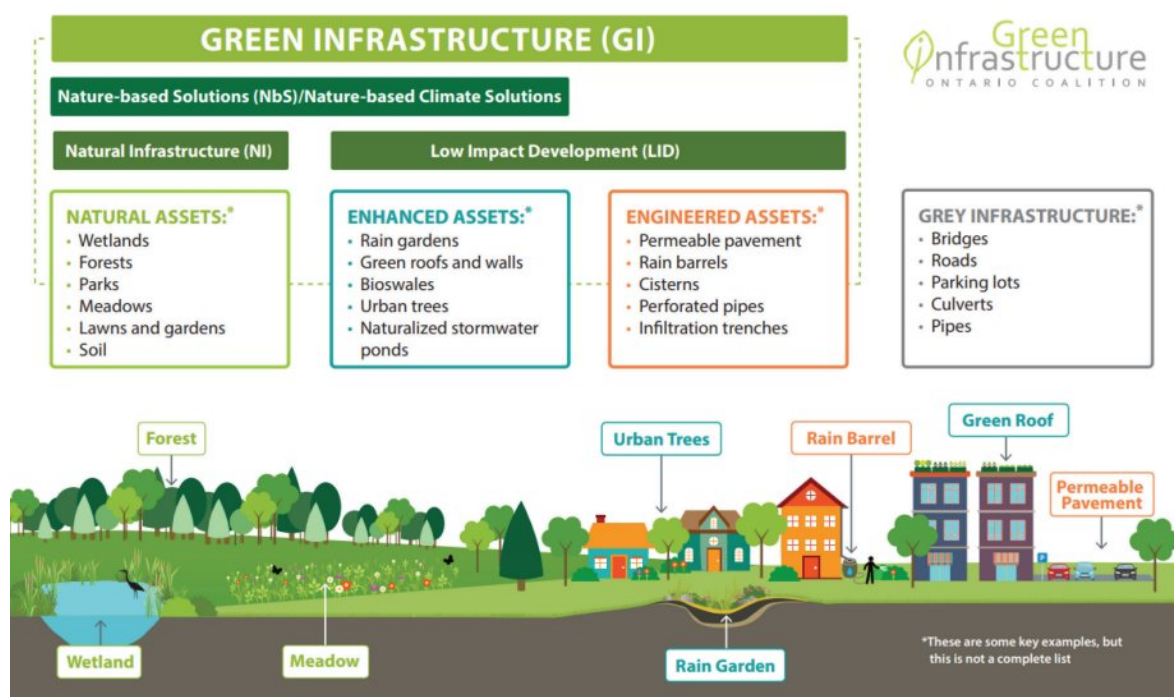 GREEN INFRASTRUCTURE (GI)
Green
Infrastructure
ONTARIO COALITION
Nature-based Solutions (NbS)/Nature-based Climate Solutions
Natural Infrastructure (NI)
Low Impact Development (LID)
NATURAL ASSETS:*
• Wetlands
• Forests
• Parks
• Meadows
• Lawns and gardens
• Soil
ENHANCED ASSETS:*
• Rain gardens
• Green roofs and walls
• Bioswales
• Urban trees
• Naturalized stormwater
ponds
ENGINEERED ASSETS:*
• Permeable pavement
• Rain barrels
• Cisterns
• Perforated pipes
• Infiltration trenches
GREY INFRASTRUCTURE:*
• Bridges
• Roads
• Parking lots
• Culverts
• Pipes
Forest
Urban Trees
Rain Barrel
Green Roof
Permeable
Pavement
P
Wetland
Meadow
Rain Garden
*These are some key examples, but
this is not a complete list